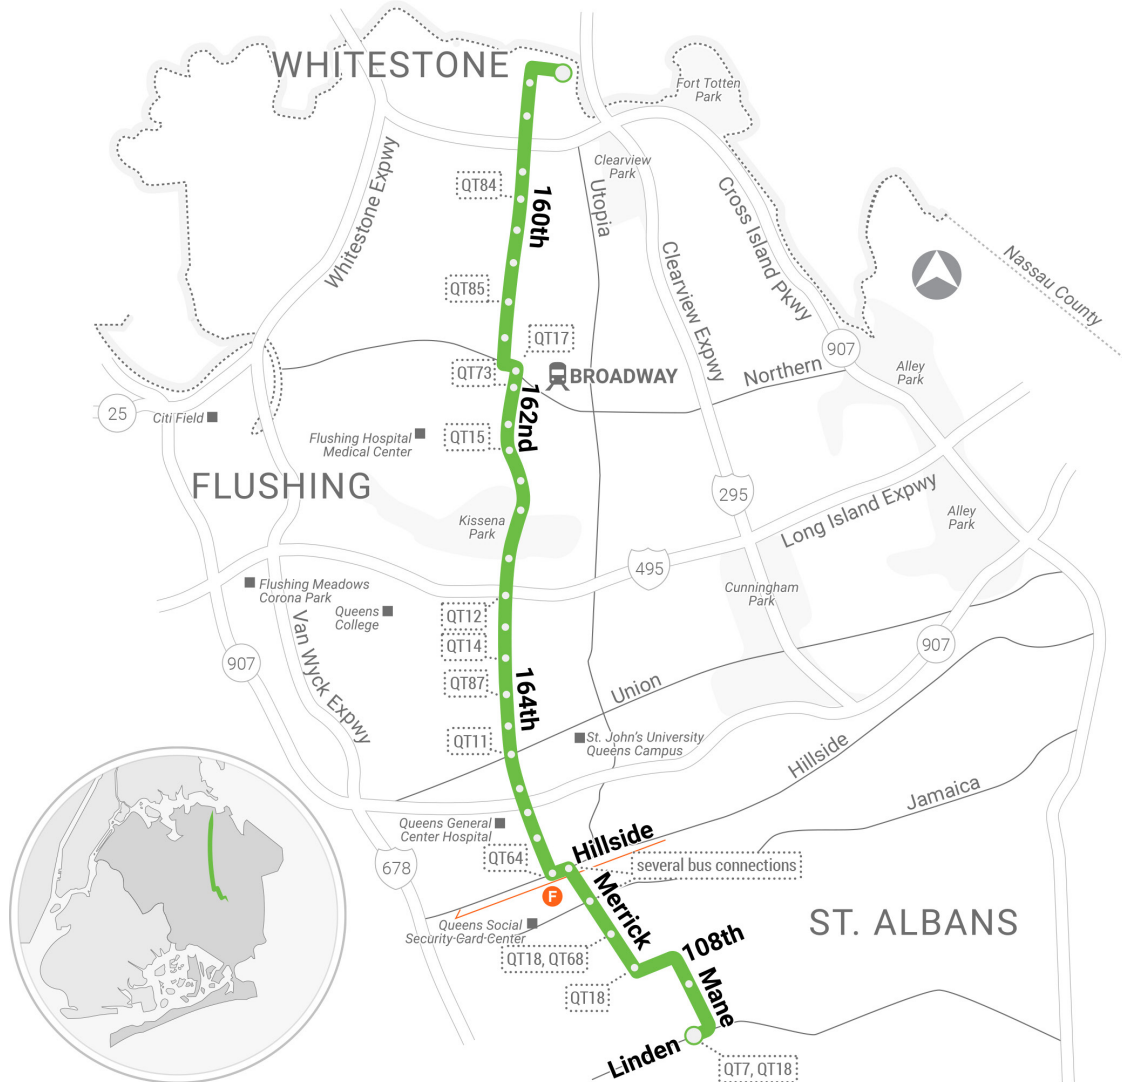 WHITESTONE
Fort Totten
Park
Clearview
Park
Whitestone Expwy
QT84
160th
Utopia
Cross Island Pkwy
Clearview Expwy
Nassau County
QT85
QT17
907
QT73
BROADWAY
Northern
Alley
Park
25
Citi Field
162nd
Flushing Hospital
Medical Center
QT15
FLUSHING
295
Long Island Expwy
Kissena
Park
Alley
Park
495
Flushing Meadows
Corona Park
Queens
College
Cunningham
Park
QT12
QT14
907
907
Van Wyck Expwy
QT87
164th
Union
QT11
St. John's University
Queens Campus
Hillside
Jamaica
Queens General
Center Hospital
678
QT64
Hillside
several bus connections
F
Merrick
Queens Social
Security Card Center
ST. ALBANS
QT18, QT68
108th
QT18
Mane
Linden
QT7, QT18